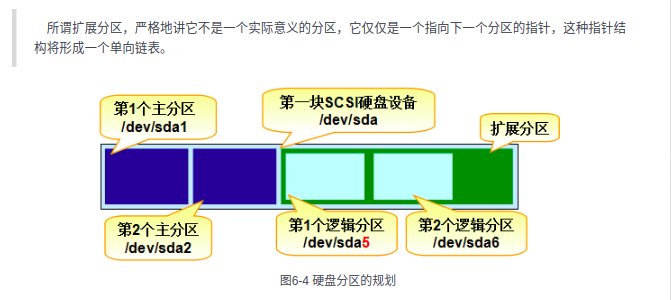 所谓扩展分区，严格地讲它不是一个实际意义的分区，它仅仅是一个指向下一个分区的指针，这种指针结
构将形成一个单向链表。
第1个主分区
/dev/sda1
第一块SCSI硬盘设备
/dev/sda
扩展分区
第2个主分区
/dev/sda2
第1个逻辑分区
/dev/sda5
第2个逻辑分区
/dev/sda6
图6-4 硬盘分区的规划